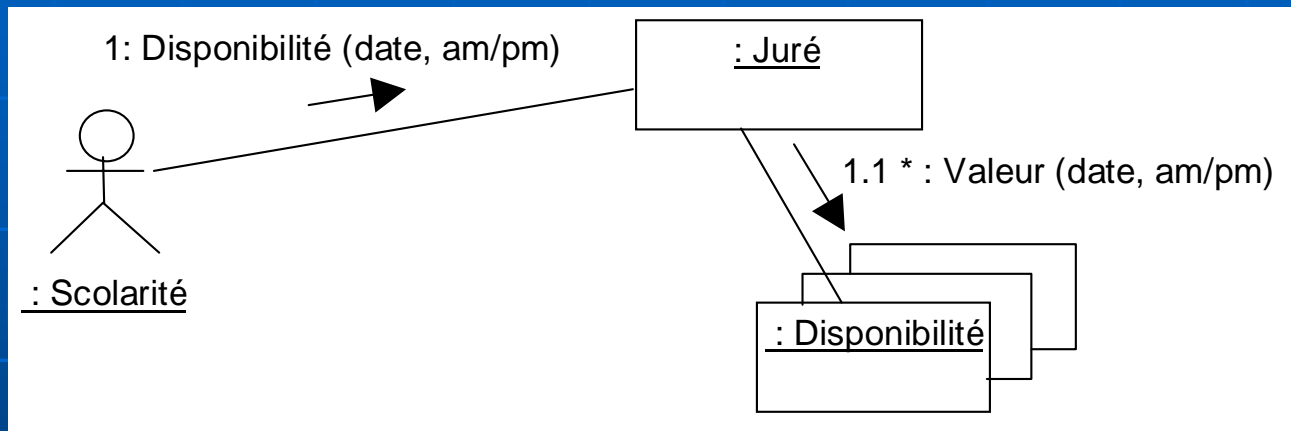 1: Disponibilité (date, am/pm)
: Juré
1.1 * : Valeur (date, am/pm)
: Scolarité
: Disponibilité